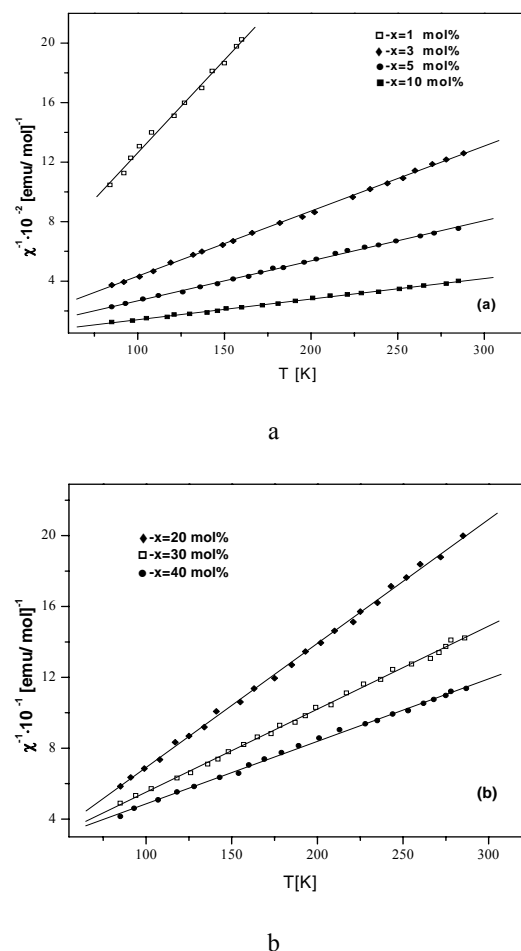 20
16
12
8
4
χ⁻¹·10⁻² [emu/ mol]⁻¹
-x=1 mol%
-x=3 mol%
-x=5 mol%
-x=10 mol%
(a)
100 150 200 250 300
T [K]
a
20
16
12
8
4
χ⁻¹·10⁻¹ [emu/ mol]⁻¹
-x=20 mol%
-x=30 mol%
-x=40 mol%
(b)
100 150 200 250 300
T[K]
b